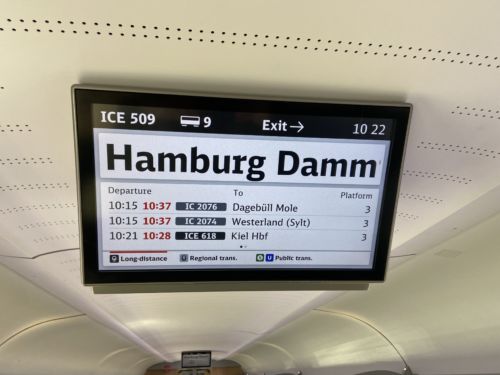 ICE 509 9 Exit → 10 22
Hamburg Damm
Departure To Platform
10:15 10:37 IC 2076 Dagebüll Mole 3
10:15 10:37 IC 2074 Westerland (Sylt) 3
10:21 10:28 ICE 618 Kiel Hbf 3
Long-distance U Regional trans. S U Public trans.